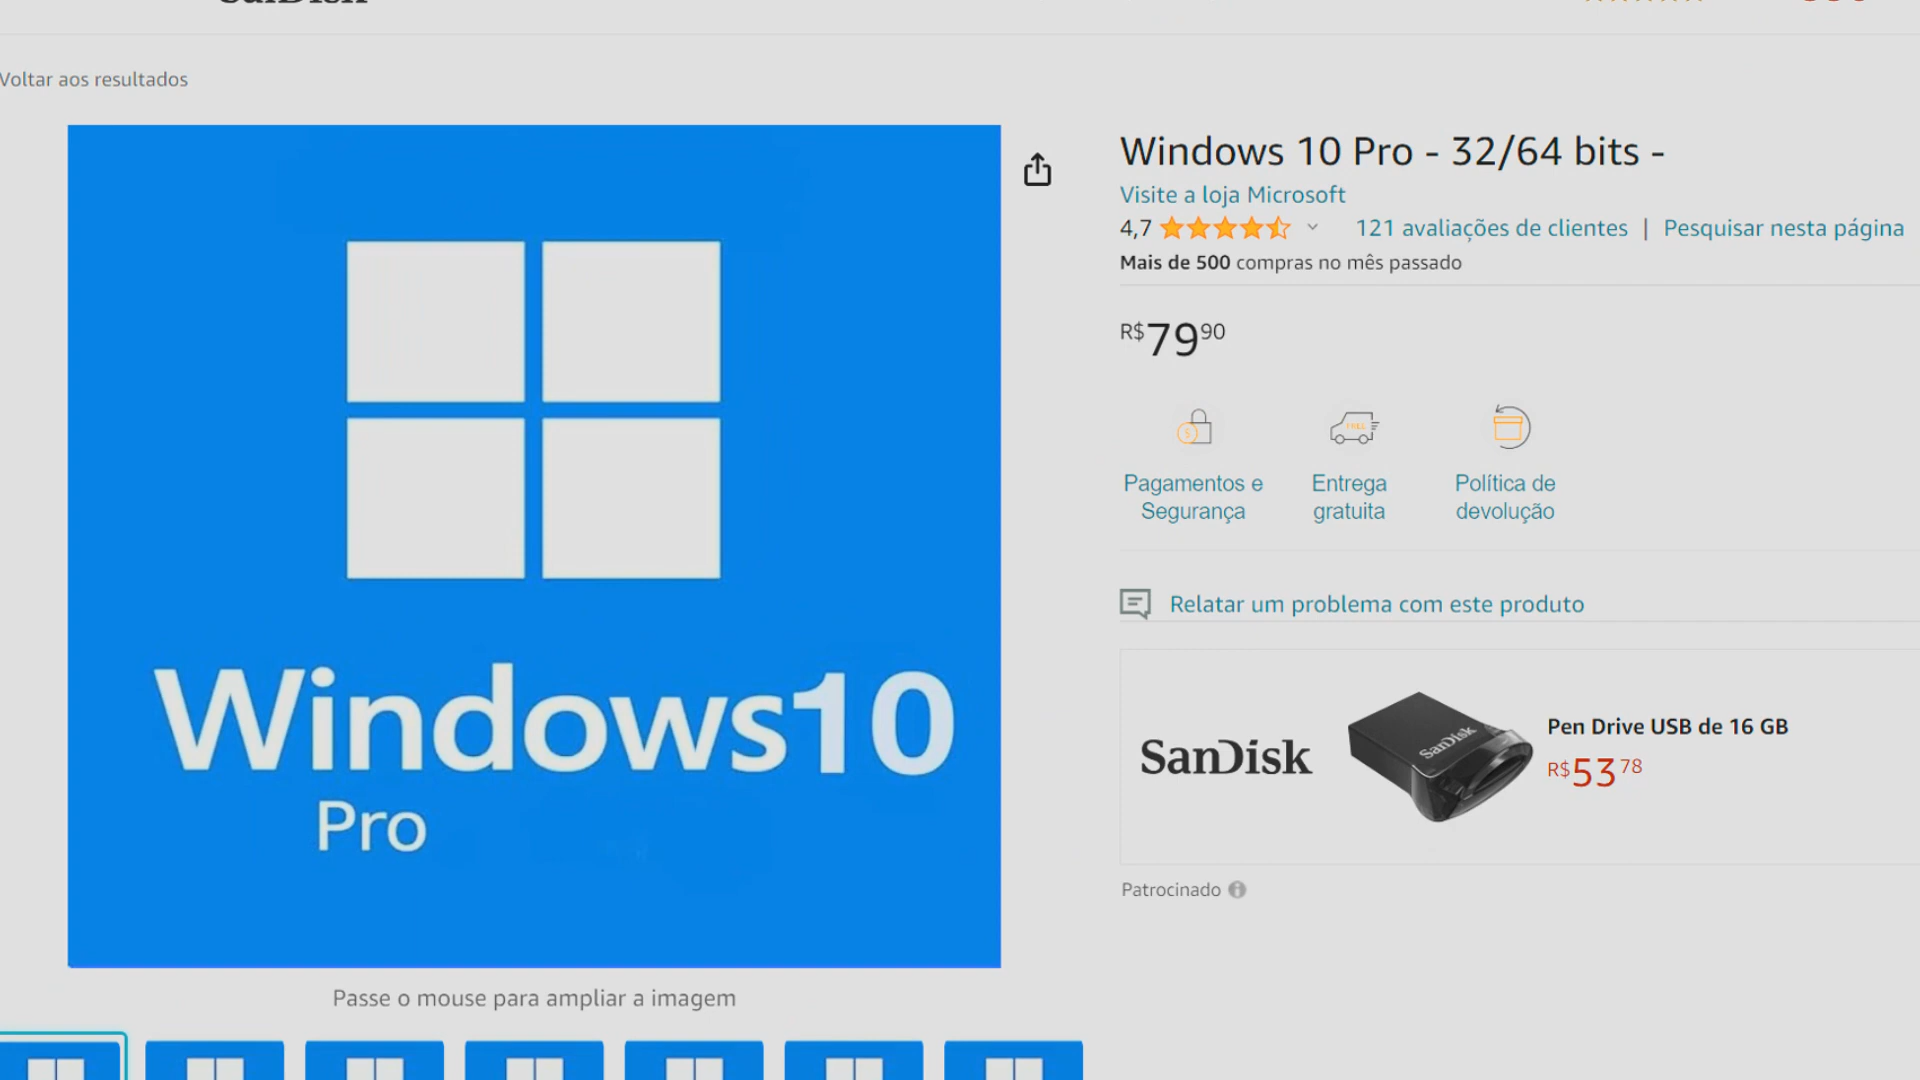 Voltar aos resultados
Windows10
Pro
Passe o mouse para ampliar a imagem
Windows 10 Pro - 32/64 bits -
Visite a loja Microsoft
4,7 121 avaliações de clientes | Pesquisar nesta página
Mais de 500 compras no mês passado
R$79 90
FREE
Pagamentos e
Segurança
Entrega
gratuita
Política de
devolução
Relatar um problema com este produto
SanDisk
SanDisk
Pen Drive USB de 16 GB
R$53 78
Patrocinado